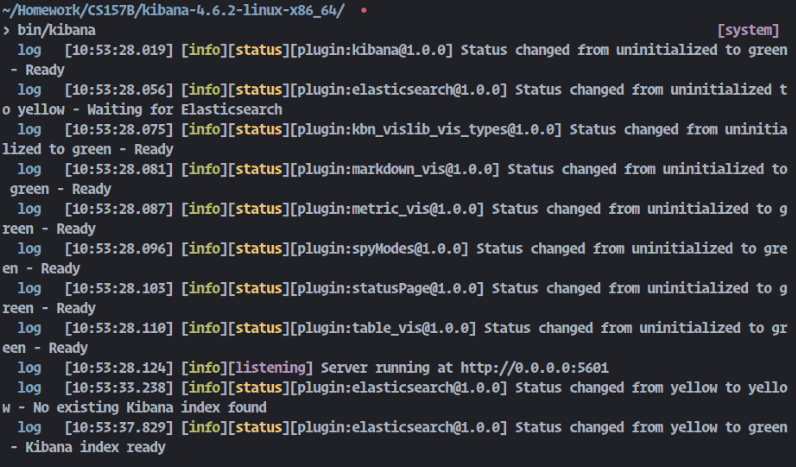 ~/Homework/CS157B/kibana-4.6.2-linux-x86_64/ •
› bin/kibana [system]
log [10:53:28.019] [info][status][plugin:kibana@1.0.0] Status changed from uninitialized to green
- Ready
log [10:53:28.056] [info][status][plugin:elasticsearch@1.0.0] Status changed from uninitialized t
o yellow - Waiting for Elasticsearch
log [10:53:28.075] [info][status][plugin:kbn_vislib_vis_types@1.0.0] Status changed from uninitia
lized to green - Ready
log [10:53:28.081] [info][status][plugin:markdown_vis@1.0.0] Status changed from uninitialized to
green - Ready
log [10:53:28.087] [info][status][plugin:metric_vis@1.0.0] Status changed from uninitialized to g
reen - Ready
log [10:53:28.096] [info][status][plugin:spyModes@1.0.0] Status changed from uninitialized to gre
en - Ready
log [10:53:28.103] [info][status][plugin:statusPage@1.0.0] Status changed from uninitialized to g
reen - Ready
log [10:53:28.110] [info][status][plugin:table_vis@1.0.0] Status changed from uninitialized to gr
een - Ready
log [10:53:28.124] [info][listening] Server running at http://0.0.0.0:5601
log [10:53:33.238] [info][status][plugin:elasticsearch@1.0.0] Status changed from yellow to yello
w - No existing Kibana index found
log [10:53:37.829] [info][status][plugin:elasticsearch@1.0.0] Status changed from yellow to green
- Kibana index ready